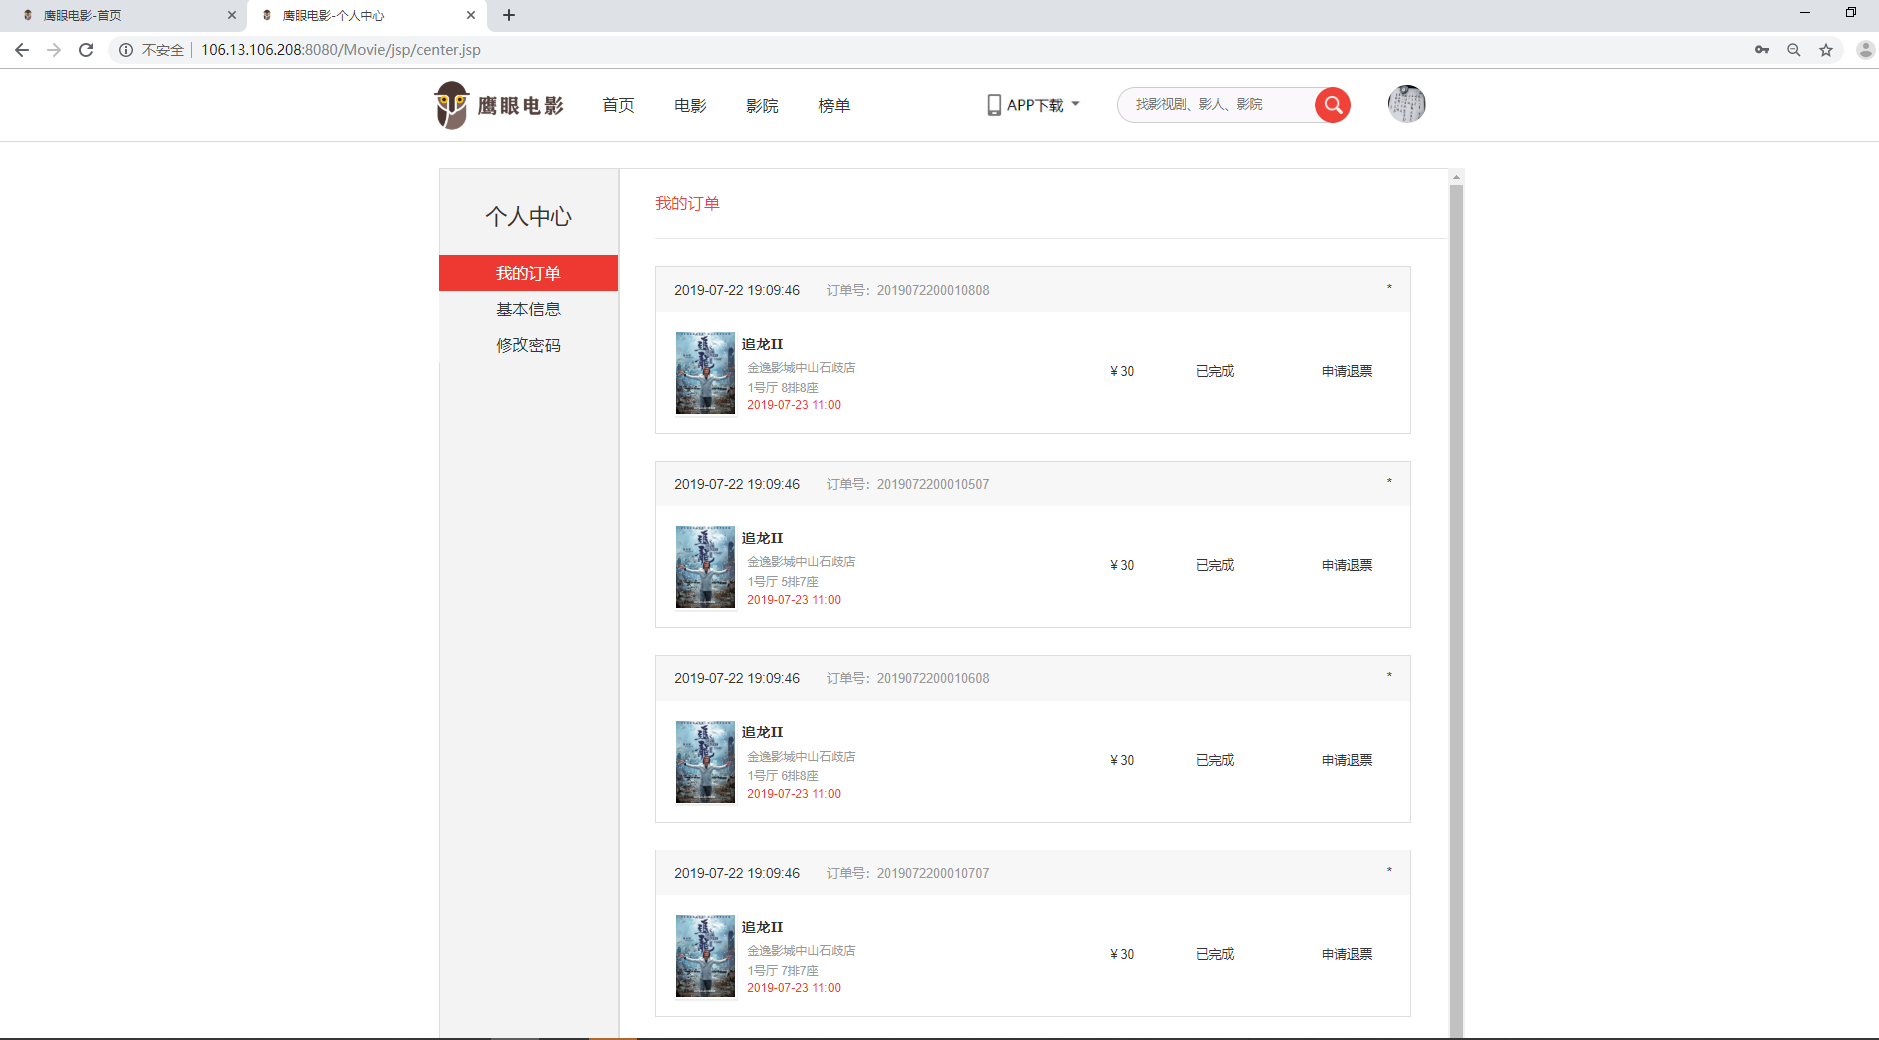 鹰眼电影-首页
鹰眼电影-个人中心
不安全
106.13.106.208:8080/Movie/jsp/center.jsp
鹰眼电影
首页
电影
影院
榜单
APP下载
找影视剧、影人、影院
个人中心
我的订单
基本信息
修改密码
我的订单
2019-07-22 19:09:46 订单号：2019072200010808 *
追龙II
金逸影城中山石歧店
1号厅 8排8座
2019-07-23 11:00
¥ 30 已完成 申请退票
2019-07-22 19:09:46 订单号：2019072200010507 *
追龙II
金逸影城中山石歧店
1号厅 5排7座
2019-07-23 11:00
¥ 30 已完成 申请退票
2019-07-22 19:09:46 订单号：2019072200010608 *
追龙II
金逸影城中山石歧店
1号厅 6排8座
2019-07-23 11:00
¥ 30 已完成 申请退票
2019-07-22 19:09:46 订单号：2019072200010707 *
追龙II
金逸影城中山石歧店
1号厅 7排7座
2019-07-23 11:00
¥ 30 已完成 申请退票